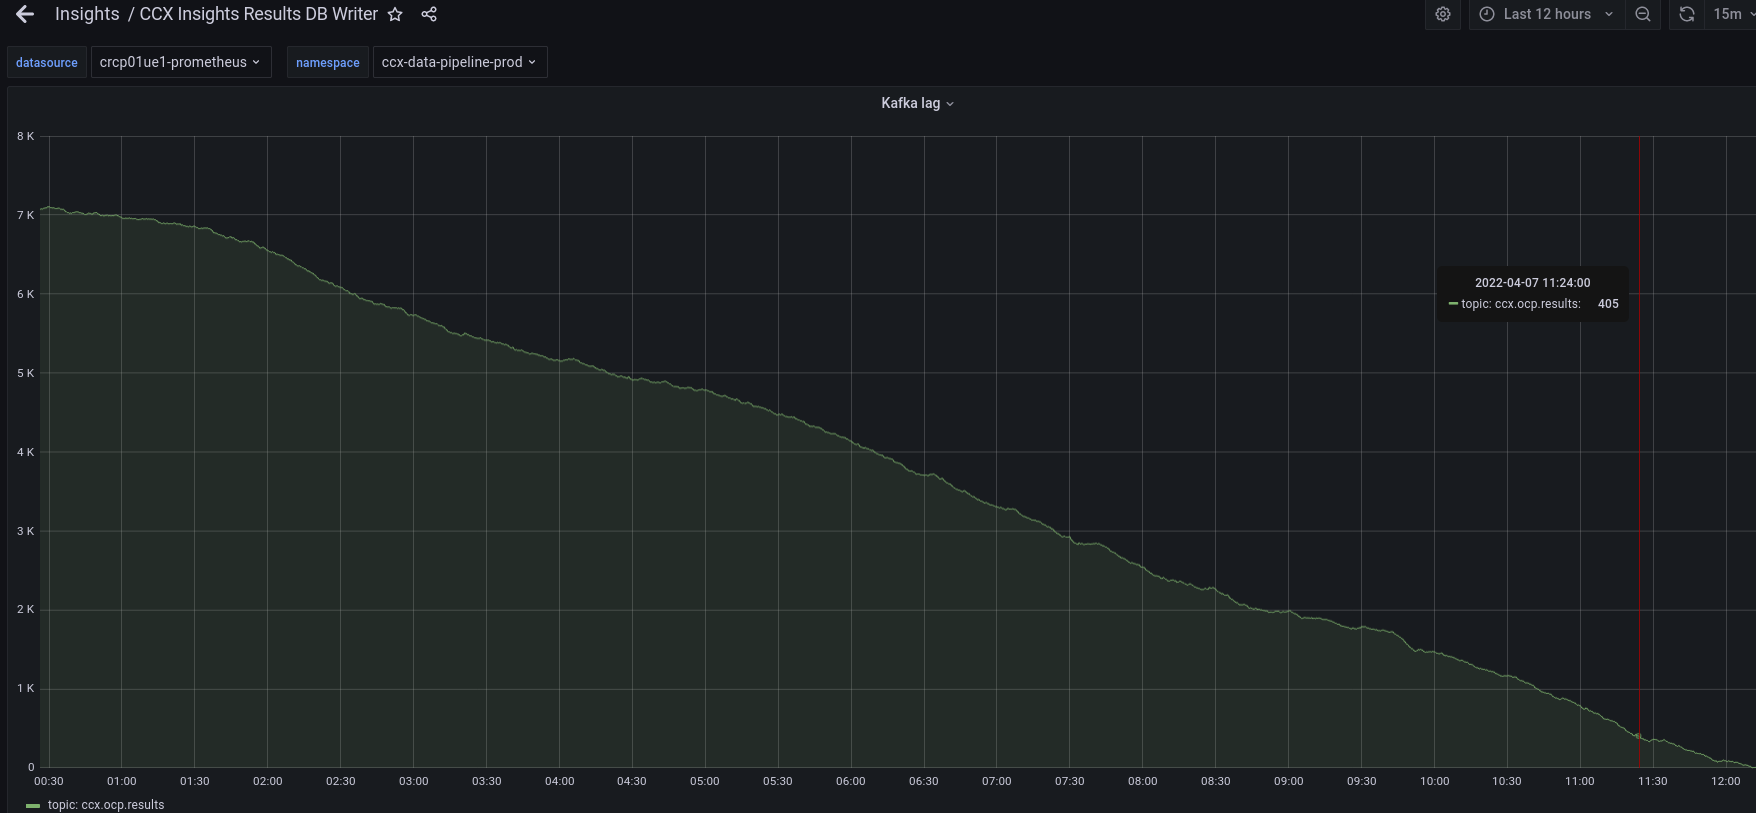 Insights / CCX Insights Results DB Writer
Last 12 hours
15m
datasource crcp01ue1-prometheus namespace ccx-data-pipeline-prod
Kafka lag
8 K
7 K
6 K
5 K
4 K
3 K
2 K
1 K
0
2022-04-07 11:24:00
topic: ccx.ocp.results: 405
00:30 01:00 01:30 02:00 02:30 03:00 03:30 04:00 04:30 05:00 05:30 06:00 06:30 07:00 07:30 08:00 08:30 09:00 09:30 10:00 10:30 11:00 11:30 12:00
topic: ccx.ocp.results